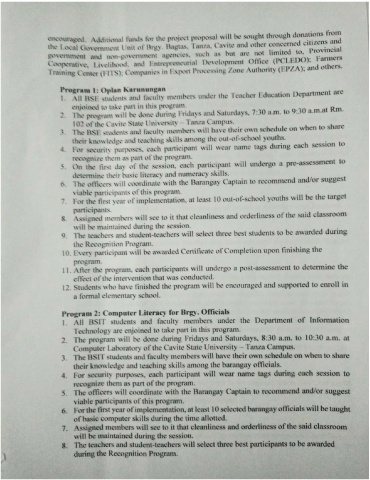 encouraged. Additional funds for the project proposal will be sought through donations from
the Local Government Unit of Brgy. Bagtas, Tanza, Cavite and other concerned citizens and
government and non-government agencies, such as but are not limited to, Provincial
Cooperative, Livelihood, and Entrepreneurial Development Office (PCLEDO); Farmers
Training Center (FITS); Companies in Export Processing Zone Authority (EPZA); and others.
Program 1: Oplan Karunungan
1. All BSE students and faculty members under the Teacher Education Department are
enjoined to take part in this program.
2. The program will be done during Fridays and Saturdays, 7:30 a.m. to 9:30 a.m.at Rm.
102 of the Cavite State University – Tanza Campus.
3. The BSE students and faculty members will have their own schedule on when to share
their knowledge and teaching skills among the out-of-school youths.
4. For security purposes, each participant will wear name tags during each session to
recognize them as part of the program.
5. On the first day of the session, each participant will undergo a pre-assessment to
determine their basic literacy and numeracy skills.
6. The officers will coordinate with the Barangay Captain to recommend and/or suggest
viable participants of this program.
7. For the first year of implementation, at least 10 out-of-school youths will be the target
participants.
8. Assigned members will see to it that cleanliness and orderliness of the said classroom
will be maintained during the session.
9. The teachers and student-teachers will select three best students to be awarded during
the Recognition Program.
10. Every participant will be awarded Certificate of Completion upon finishing the
program.
11. After the program, each participants will undergo a post-assessment to determine the
effect of the intervention that was conducted.
12. Students who have finished the program will be encouraged and supported to enroll in
a formal elementary school.
Program 2: Computer Literacy for Brgy. Officials
1. All BSIT students and faculty members under the Department of Information
Technology are enjoined to take part in this program.
2. The program will be done during Fridays and Saturdays, 8:30 a.m. to 10:30 a.m. at
Computer Laboratory of the Cavite State University – Tanza Campus.
3. The BSIT students and faculty members will have their own schedule on when to share
their knowledge and teaching skills among the barangay officials.
4. For security purposes, each participant will wear name tags during each session to
recognize them as part of the program.
5. The officers will coordinate with the Barangay Captain to recommend and/or suggest
viable participants of this program.
6. For the first year of implementation, at least 10 selected barangay officials will be taught
of basic computer skills during the time allotted.
7. Assigned members will see to it that cleanliness and orderliness of the said classroom
will be maintained during the session.
8. The teachers and student-teachers will select three best participants to be awarded
during the Recognition Program.